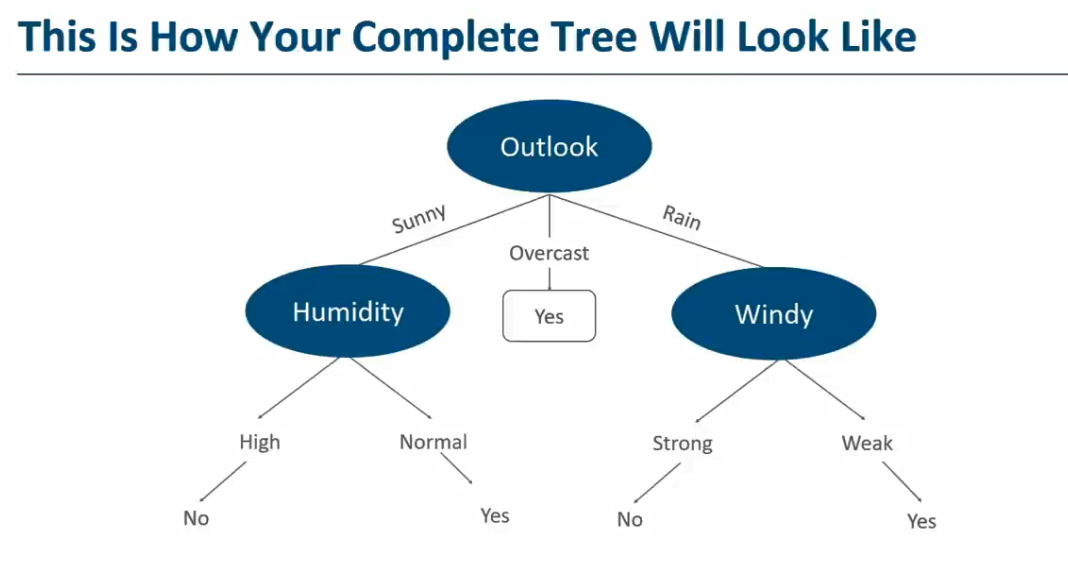 This Is How Your Complete Tree Will Look Like
Outlook
Sunny
Overcast
Rain
Humidity
Yes
Windy
High
Normal
Strong
Weak
No
Yes
No
Yes